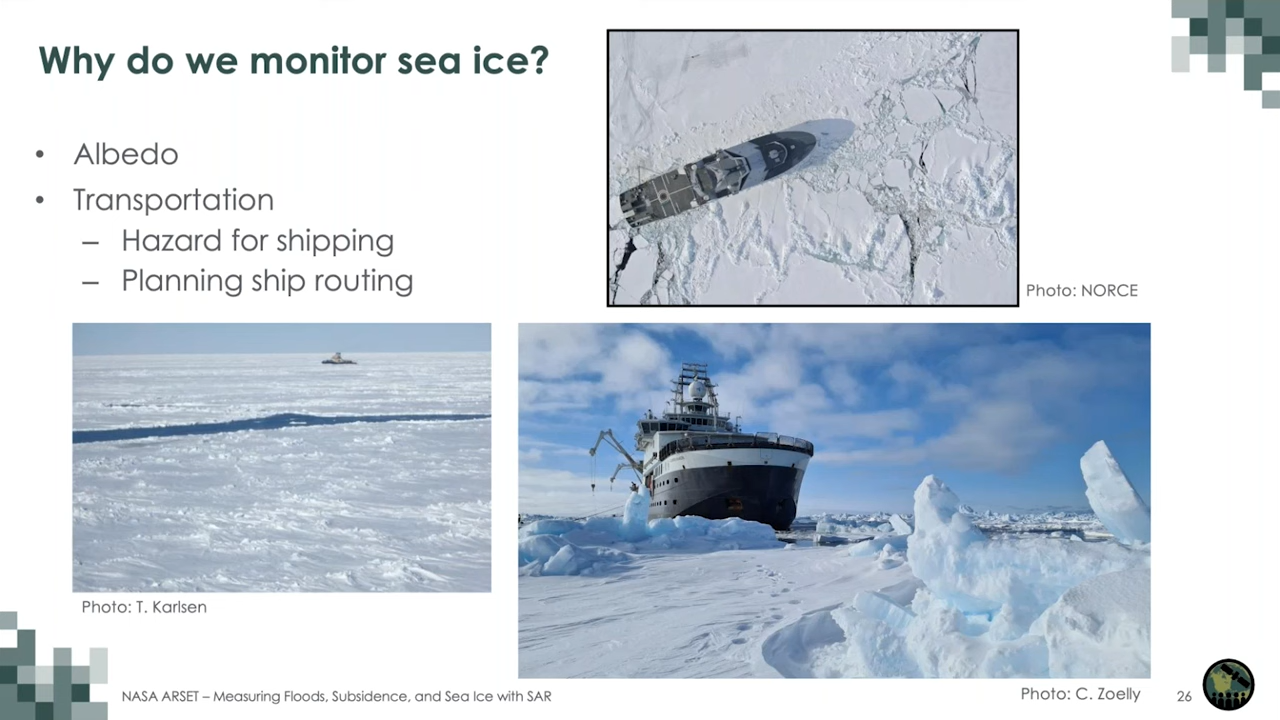 Why do we monitor sea ice?
• Albedo
• Transportation
– Hazard for shipping
– Planning ship routing
Photo: NORCE
Photo: T. Karlsen
Photo: C. Zoelly
NASA ARSET – Measuring Floods, Subsidence, and Sea Ice with SAR
26